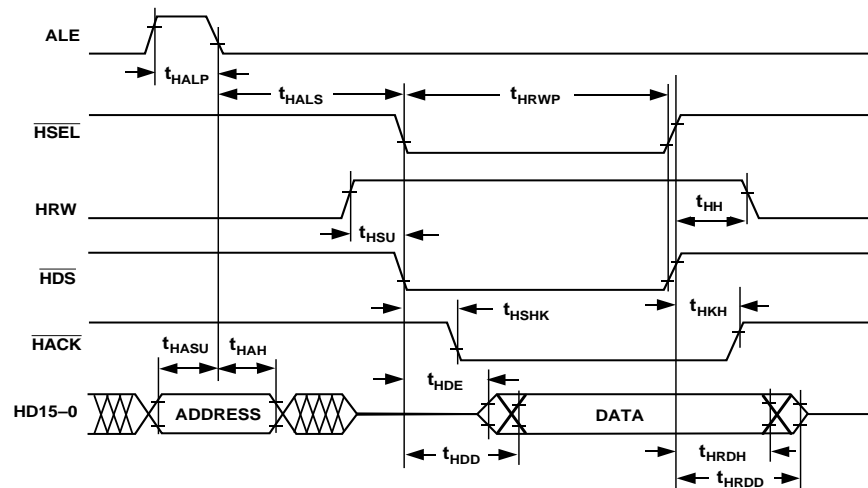 ALE
tHALP
tHALS
tHRWP
HSEL
HRW
tHH
tHSU
HDS
tHSHK
tHKH
HACK
tHASU
tHAH
tHDE
HD15–0
ADDRESS
DATA
tHDD
tHRDH
tHRDD